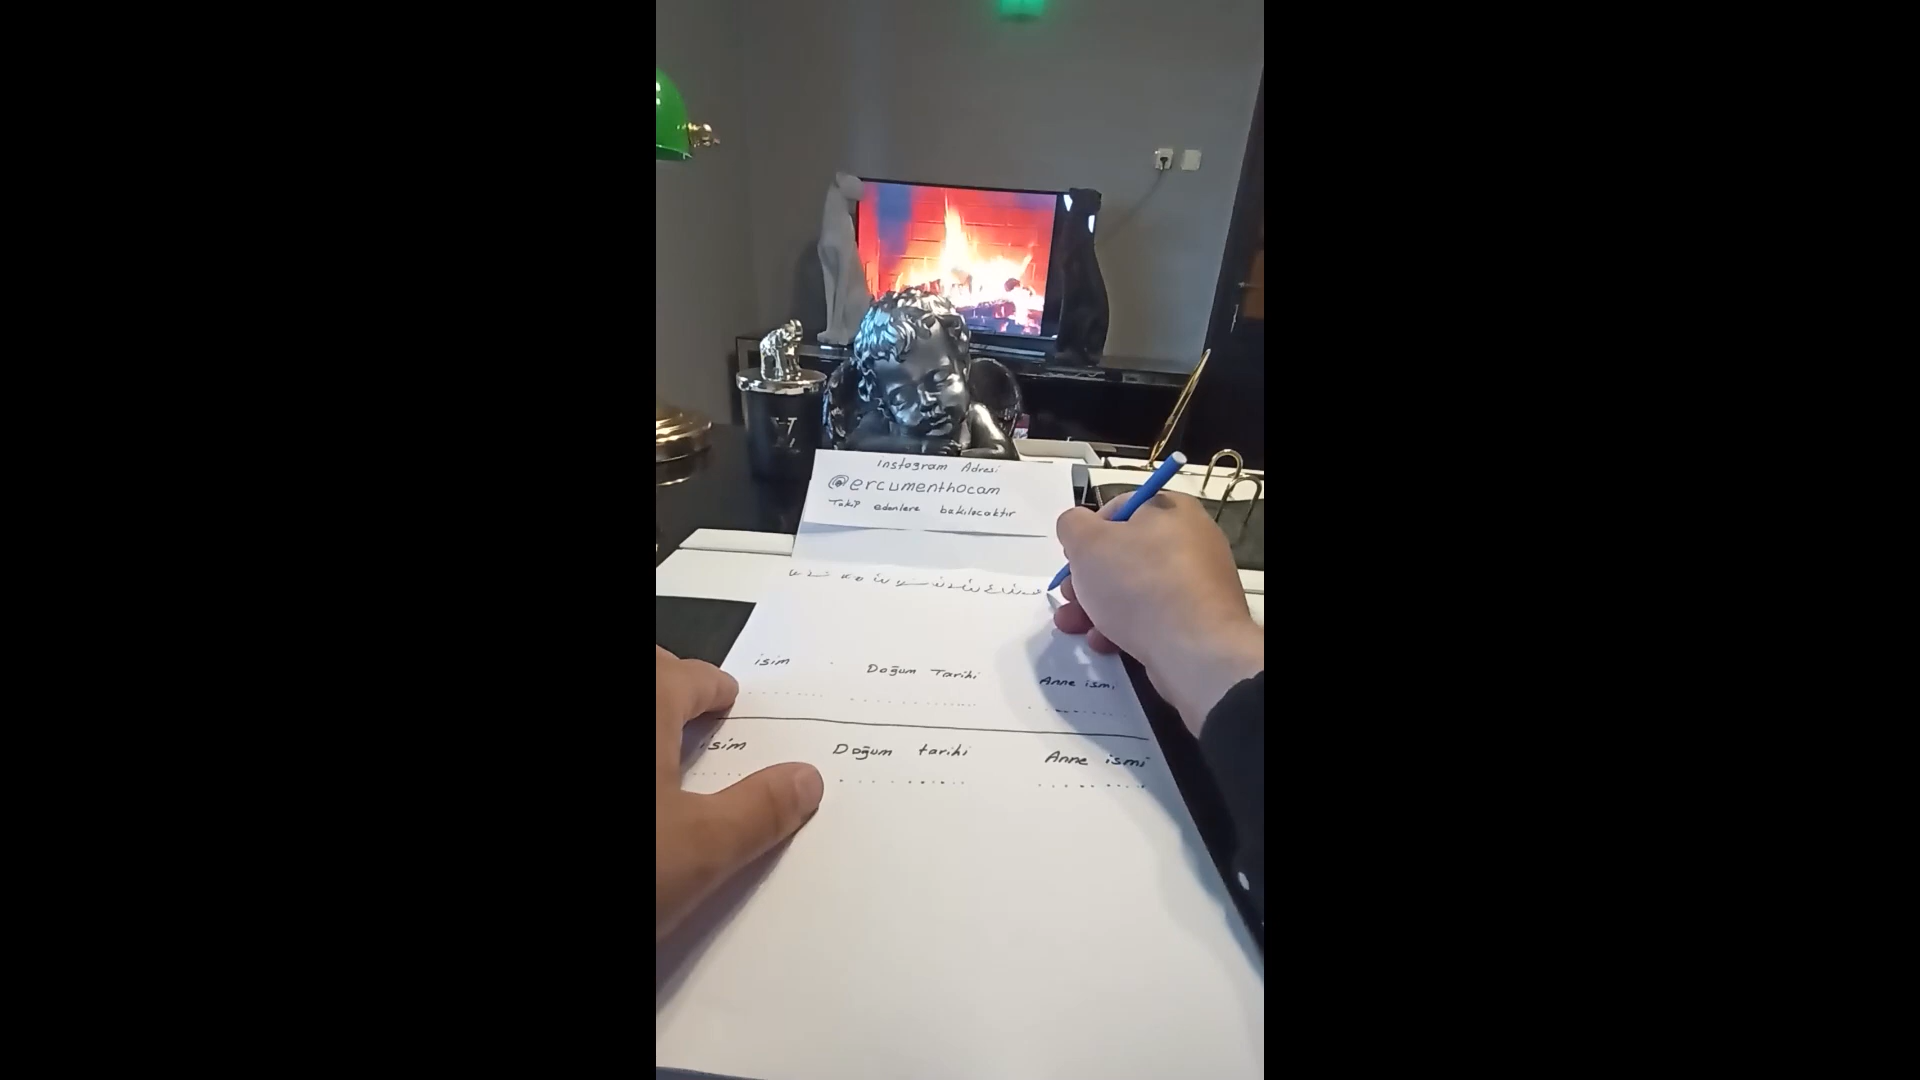 instagram Adresi
@ercumenthocam
Takip edenlere bakılacaktır
isim Doğum Tarihi Anne ismi
isim Doğum tarihi Anne ismi